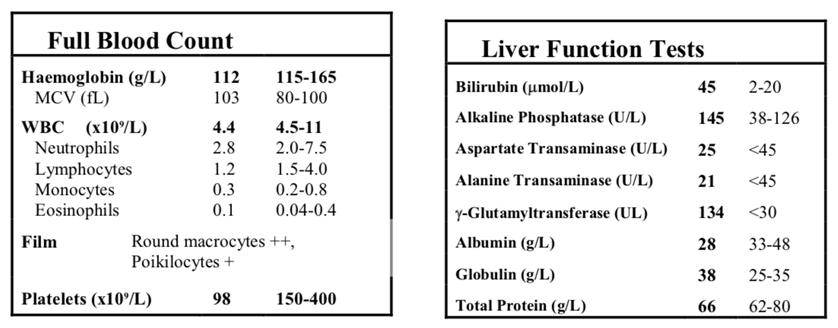 Full Blood Count
Haemoglobin (g/L) 112 115-165
MCV (fL) 103 80-100
WBC (x10⁹/L) 4.4 4.5-11
Neutrophils 2.8 2.0-7.5
Lymphocytes 1.2 1.5-4.0
Monocytes 0.3 0.2-0.8
Eosinophils 0.1 0.04-0.4
Film Round macrocytes ++,
Poikilocytes +
Platelets (x10⁹/L) 98 150-400
Liver Function Tests
Bilirubin (μmol/L) 45 2-20
Alkaline Phosphatase (U/L) 145 38-126
Aspartate Transaminase (U/L) 25 <45
Alanine Transaminase (U/L) 21 <45
γ-Glutamyltransferase (UL) 134 <30
Albumin (g/L) 28 33-48
Globulin (g/L) 38 25-35
Total Protein (g/L) 66 62-80